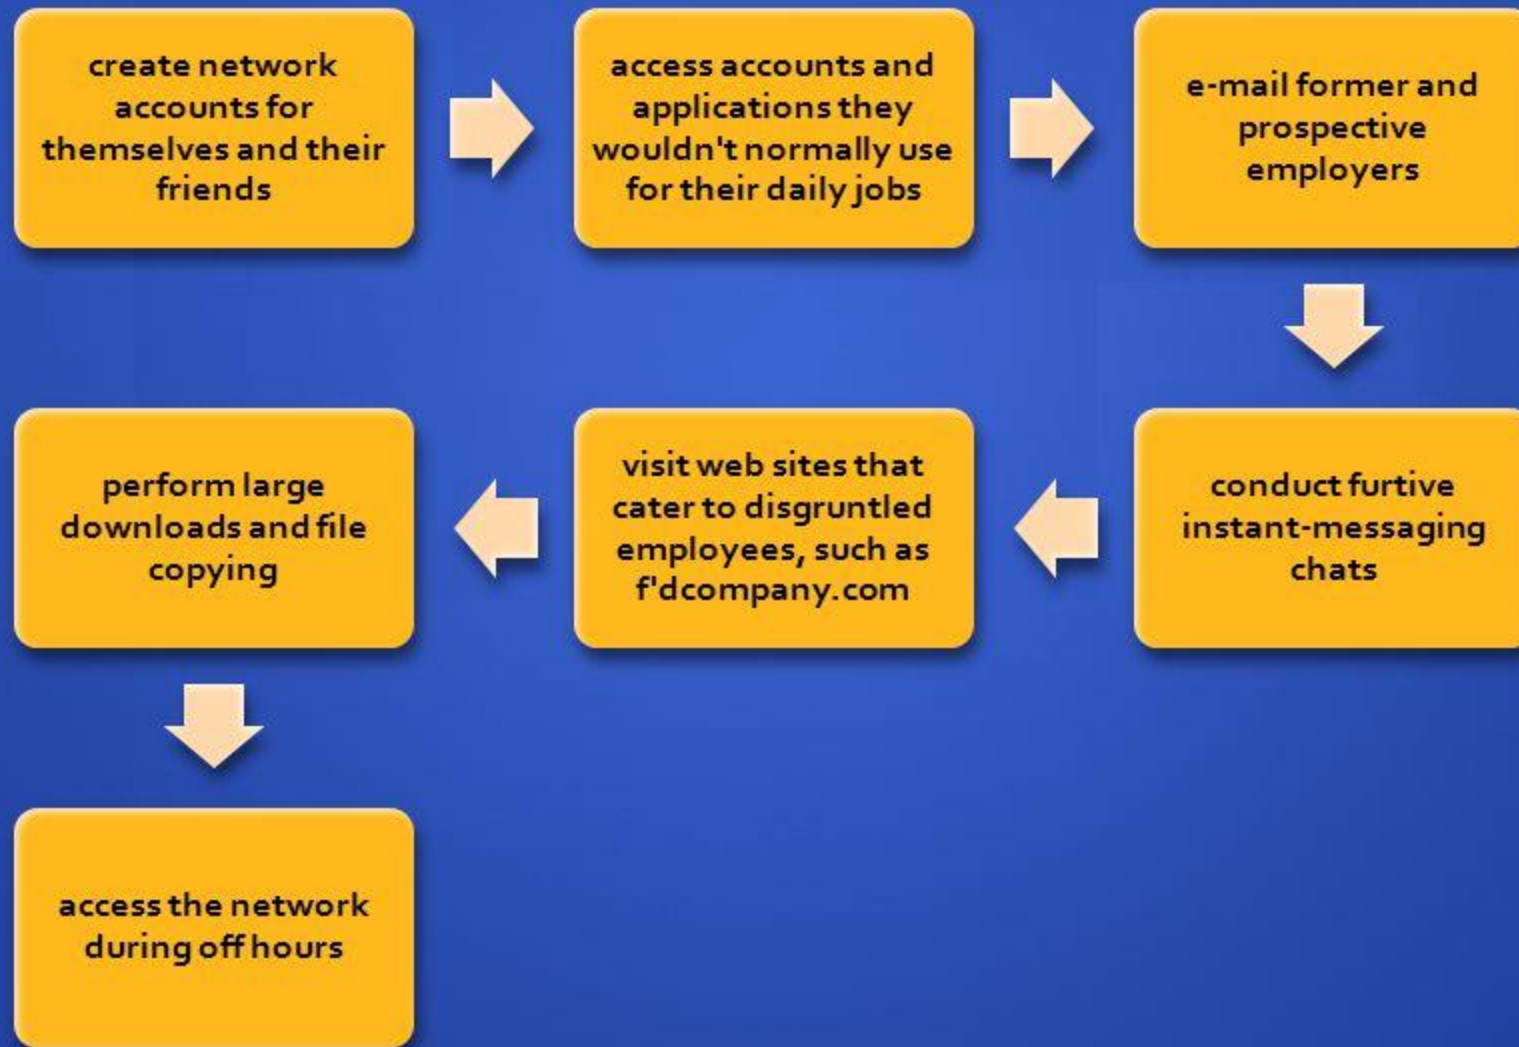 create network
accounts for
themselves and their
friends
access accounts and
applications they
wouldn't normally use
for their daily jobs
e-mail former and
prospective
employers
conduct furtive
instant-messaging
chats
visit web sites that
cater to disgruntled
employees, such as
f'dcompany.com
perform large
downloads and file
copying
access the network
during off hours